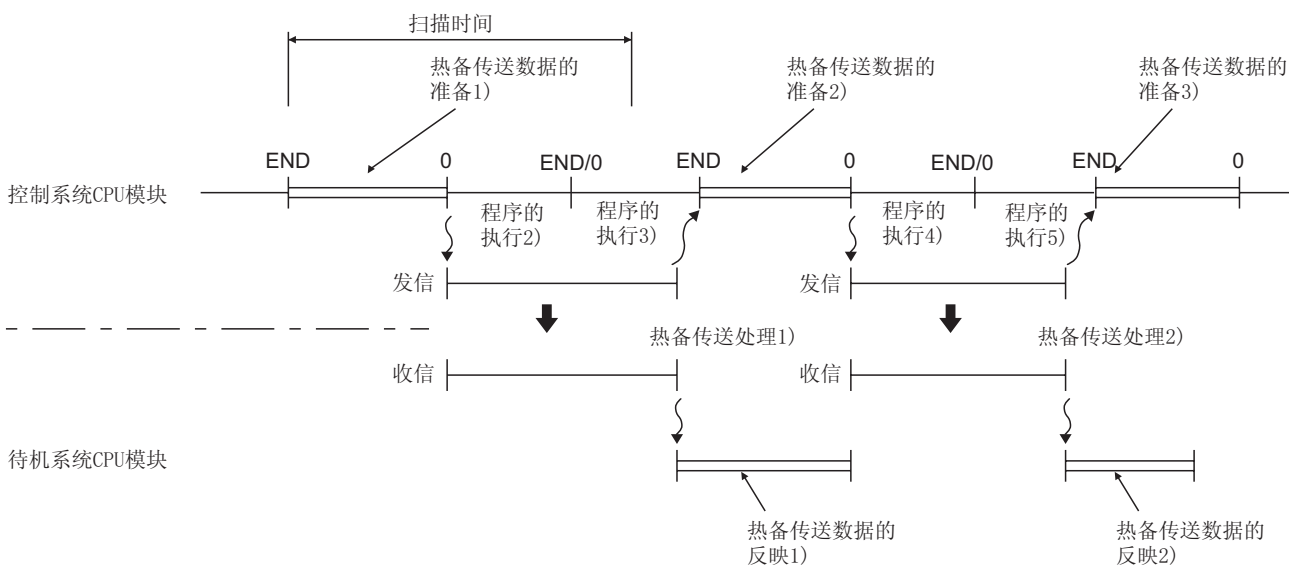 扫描时间
热备传送数据的
准备1)
热备传送数据的
准备2)
热备传送数据的
准备3)
END
0
END/0
END
0
END/0
END
0
控制系统CPU模块
程序的
执行2)
程序的
执行3)
程序的
执行4)
程序的
执行5)
发信
发信
热备传送处理1)
热备传送处理2)
收信
收信
待机系统CPU模块
热备传送数据的
反映1)
热备传送数据的
反映2)